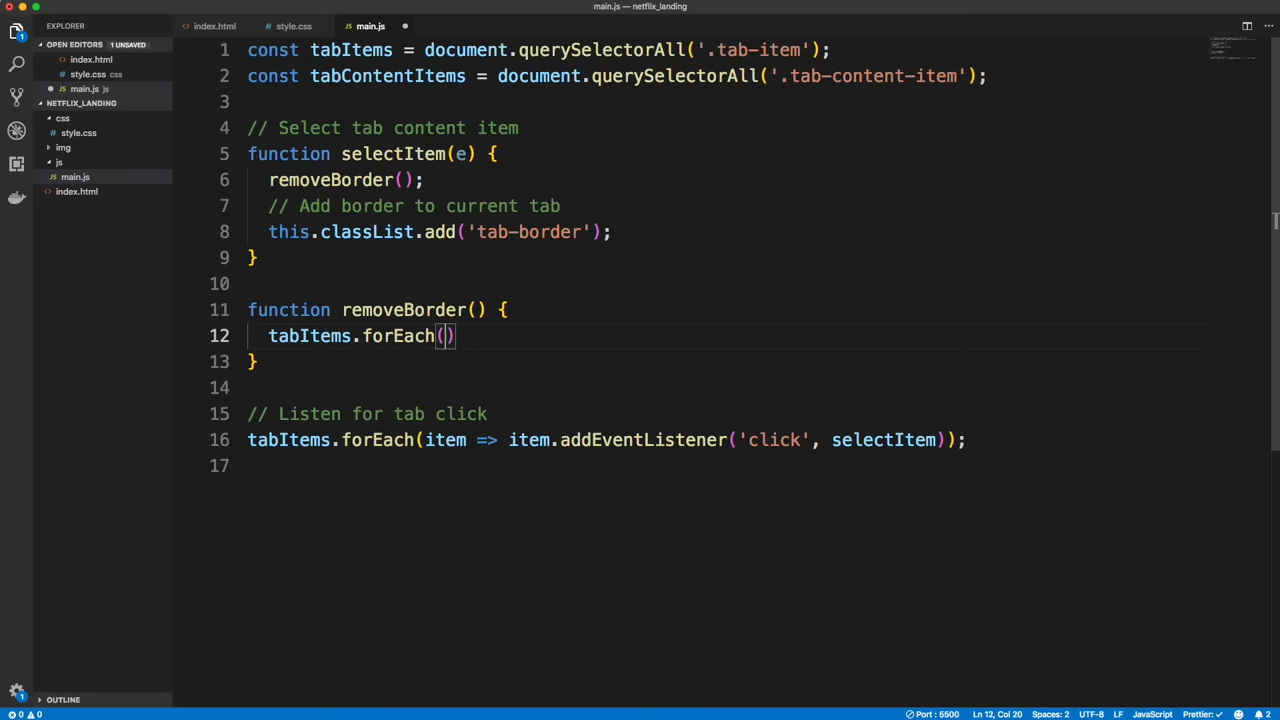 main.js — netflix_landing
EXPLORER
index.html
style.css
main.js
OPEN EDITORS 1 UNSAVED
index.html
style.css css
main.js js
NETFLIX_LANDING
css
style.css
img
js
JS main.js
index.html
OUTLINE
1 const tabItems = document.querySelectorAll('.tab-item');
2 const tabContentItems = document.querySelectorAll('.tab-content-item');
3
4 // Select tab content item
5 function selectItem(e) {
6 removeBorder();
7 // Add border to current tab
8 this.classList.add('tab-border');
9 }
10
11 function removeBorder() {
12 tabItems.forEach()
13 }
14
15 // Listen for tab click
16 tabItems.forEach(item => item.addEventListener('click', selectItem));
17
0 0 Port : 5500 Ln 12, Col 20 Spaces: 2 UTF-8 LF JavaScript Prettier: ✓ 2